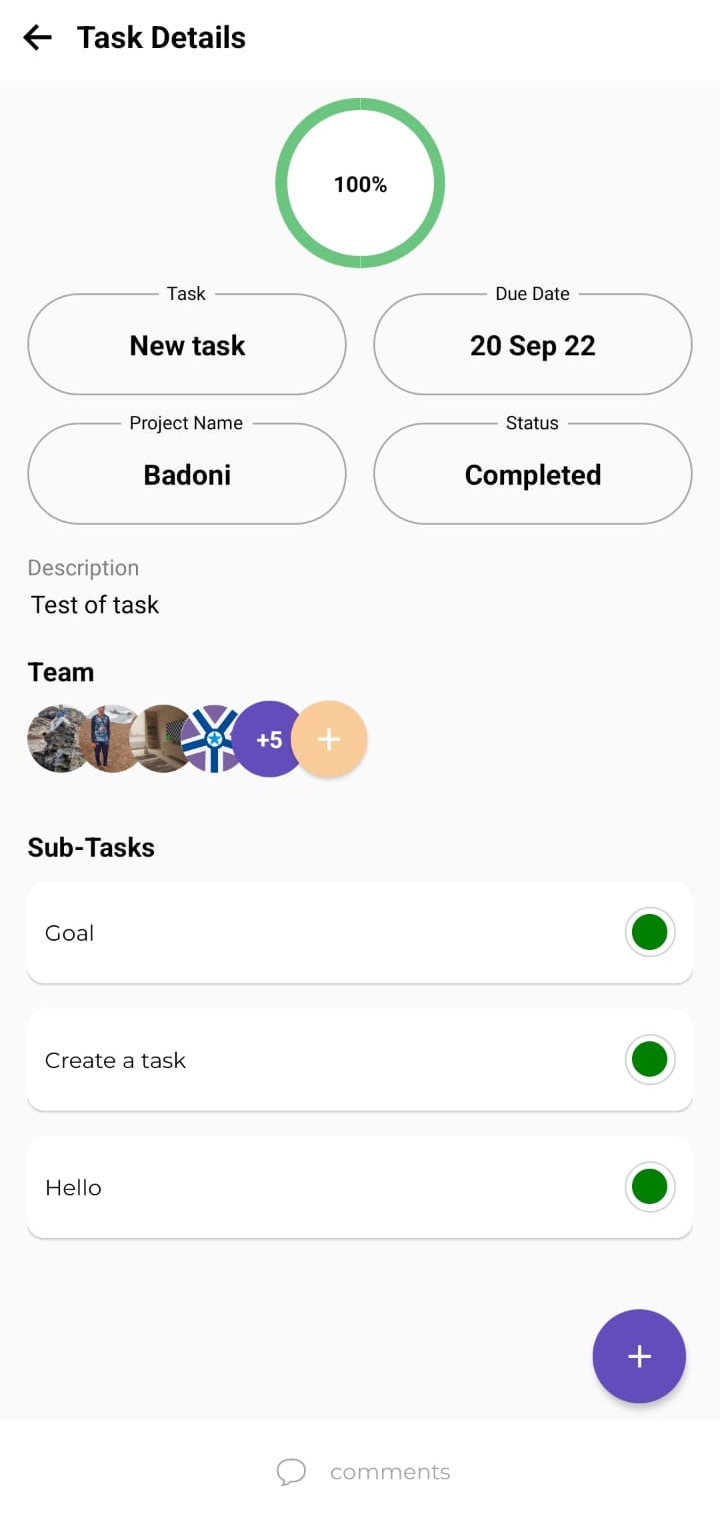 Task Details
100%
Task
Due Date
New task
20 Sep 22
Project Name
Status
Badoni
Completed
Description
Test of task
Team
+5 +
Sub-Tasks
Goal
Create a task
Hello
+
comments